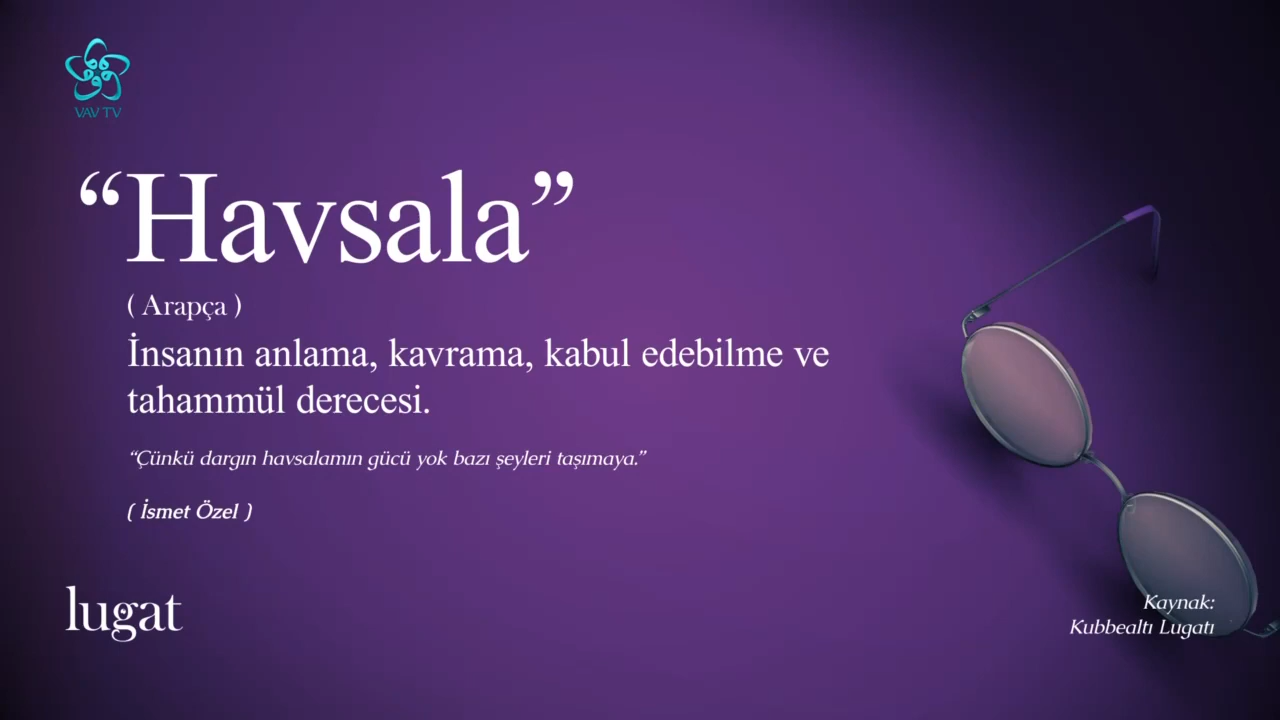 VAV TV
“Havsala”
( Arapça )
İnsanın anlama, kavrama, kabul edebilme ve
tahammül derecesi.
“Çünkü dargın havsalamın gücü yok bazı şeyleri taşımaya.”
( İsmet Özel )
lugat
Kaynak:
Kubbealtı Lugatı